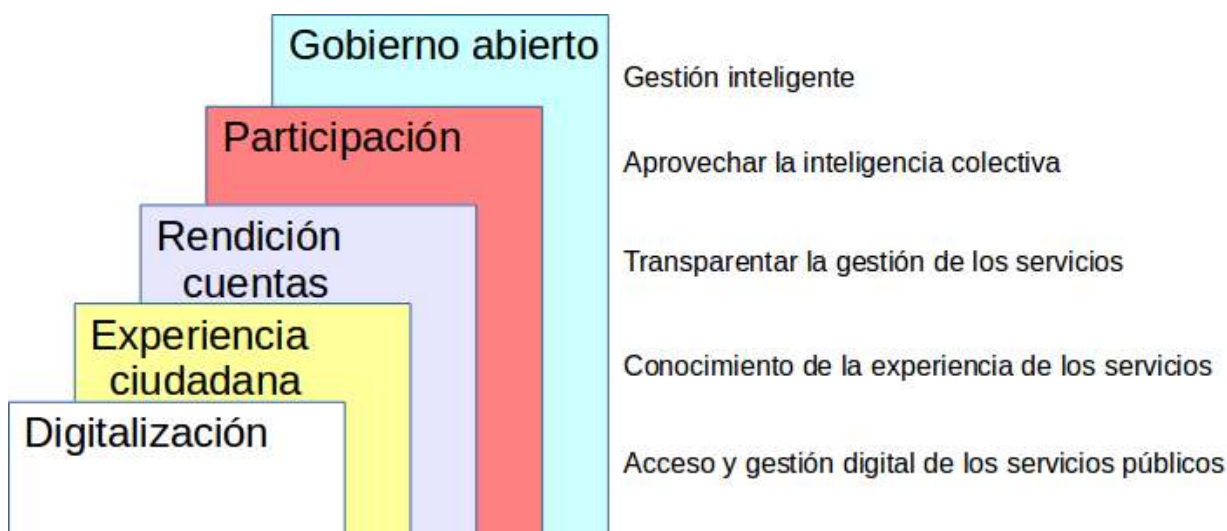 Gobierno abierto
Gestión inteligente
Participación
Aprovechar la inteligencia colectiva
Rendición
cuentas
Transparentar la gestión de los servicios
Experiencia
ciudadana
Conocimiento de la experiencia de los servicios
Digitalización
Acceso y gestión digital de los servicios públicos